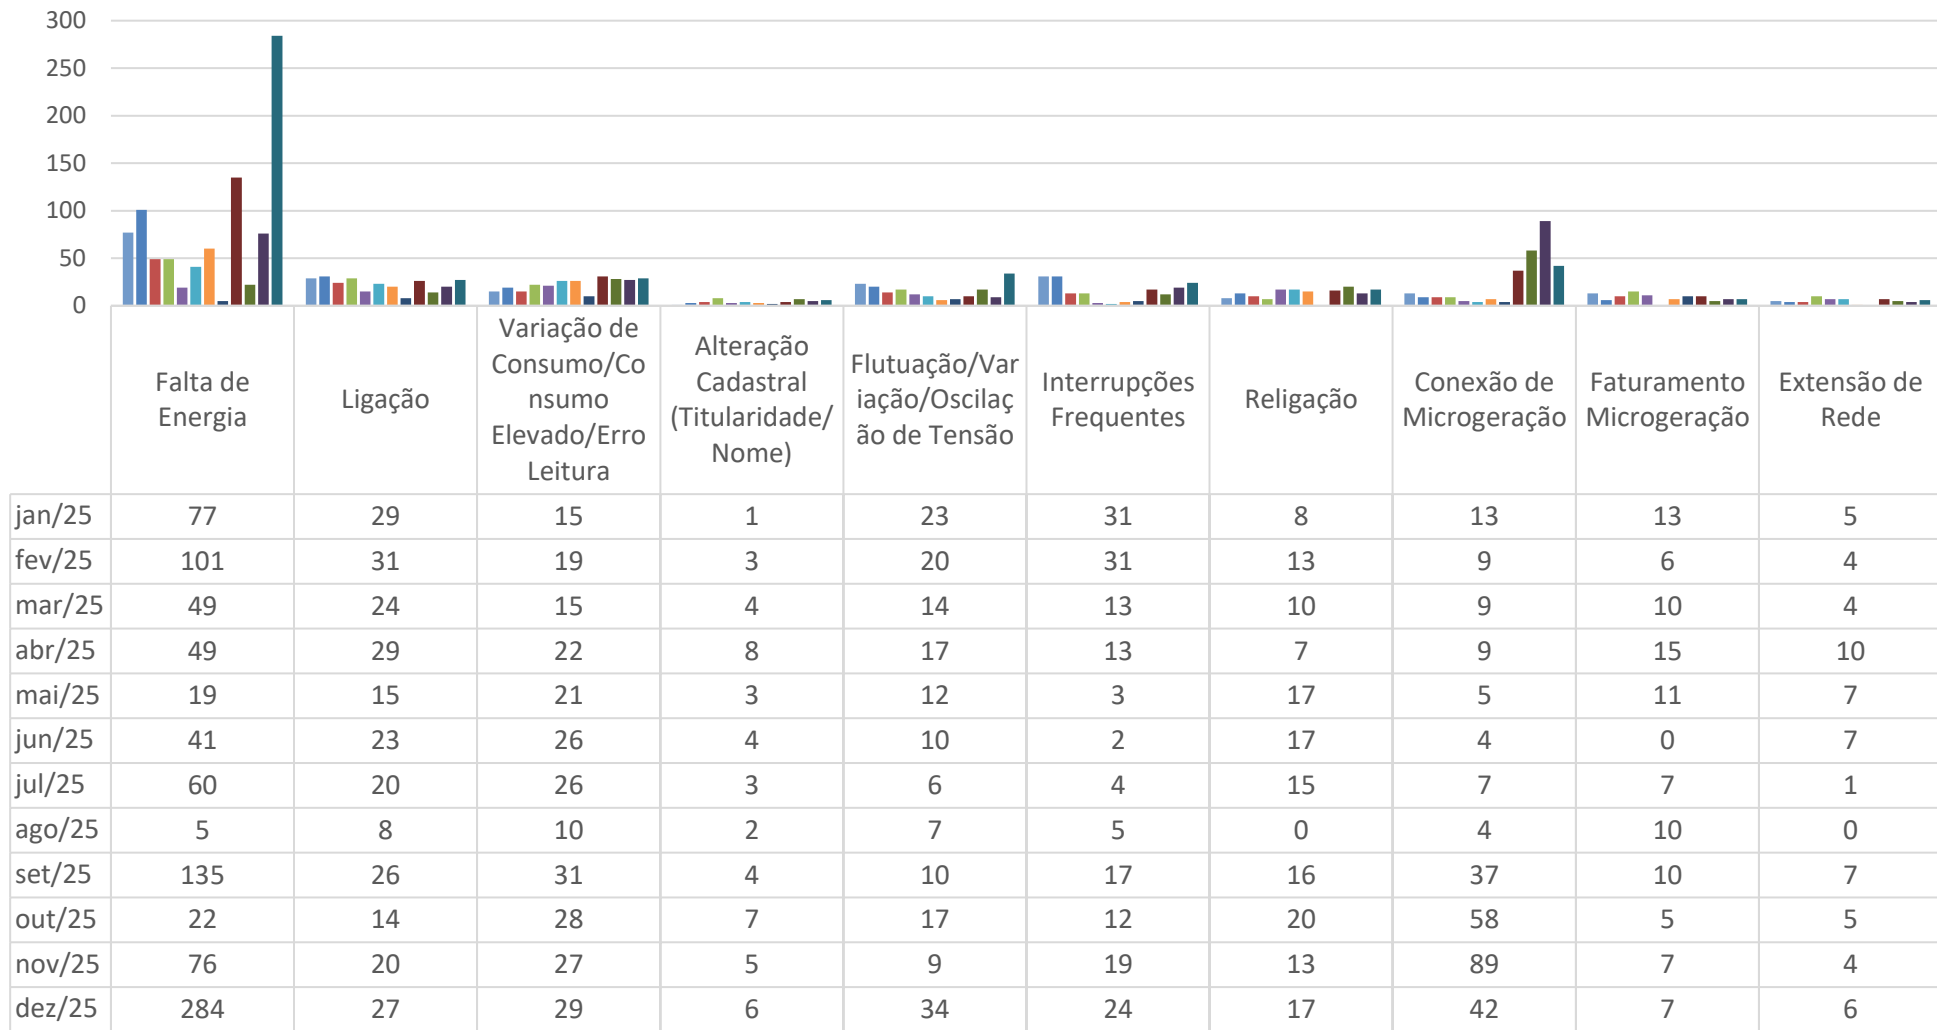 300
250
200
150
100
50
0
Falta de
Energia
Ligação
Variação de
Consumo/Co
nsumo
Elevado/Erro
Leitura
Alteração
Cadastral
(Titularidade/
Nome)
Flutuação/Var
iação/Oscilaç
ão de Tensão
Interrupções
Frequentes
Religação
Conexão de
Microgeração
Faturamento
Microgeração
Extensão de
Rede
jan/25 77 29 15 1 23 31 8 13 13 5
fev/25 101 31 19 3 20 31 13 9 6 4
mar/25 49 24 15 4 14 13 10 9 10 4
abr/25 49 29 22 8 17 13 7 9 15 10
mai/25 19 15 21 3 12 3 17 5 11 7
jun/25 41 23 26 4 10 2 17 4 0 7
jul/25 60 20 26 3 6 4 15 7 7 1
ago/25 5 8 10 2 7 5 0 4 10 0
set/25 135 26 31 4 10 17 16 37 10 7
out/25 22 14 28 7 17 12 20 58 5 5
nov/25 76 20 27 5 9 19 13 89 7 4
dez/25 284 27 29 6 34 24 17 42 7 6